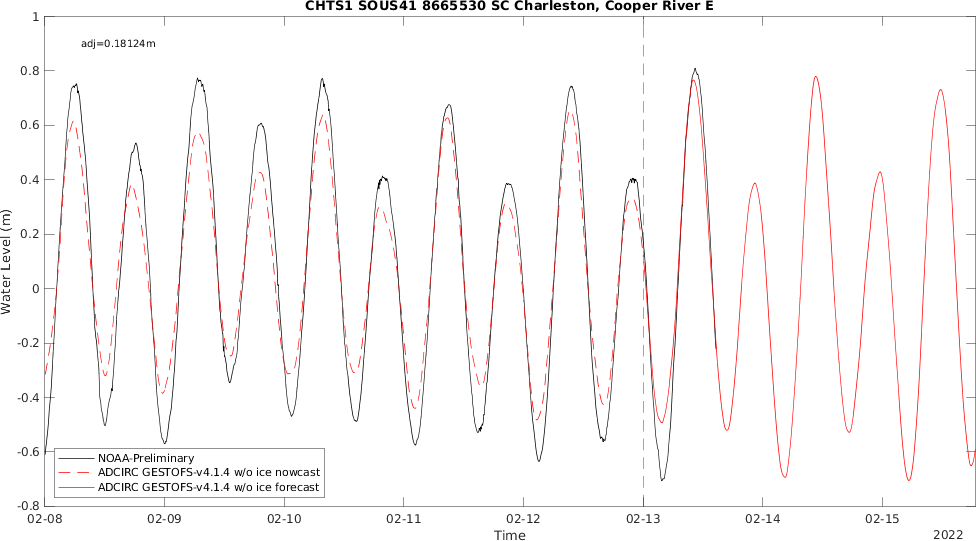 CHTS1 SOUS41 8665530 SC Charleston, Cooper River E
adj=0.18124m
1
0.8
0.6
0.4
0.2
0
-0.2
-0.4
-0.6
-0.8
Water Level (m)
NOAA-Preliminary
ADCIRC GESTOFS-v4.1.4 w/o ice nowcast
ADCIRC GESTOFS-v4.1.4 w/o ice forecast
02-08 02-09 02-10 02-11 02-12 02-13 02-14 02-15
Time
2022